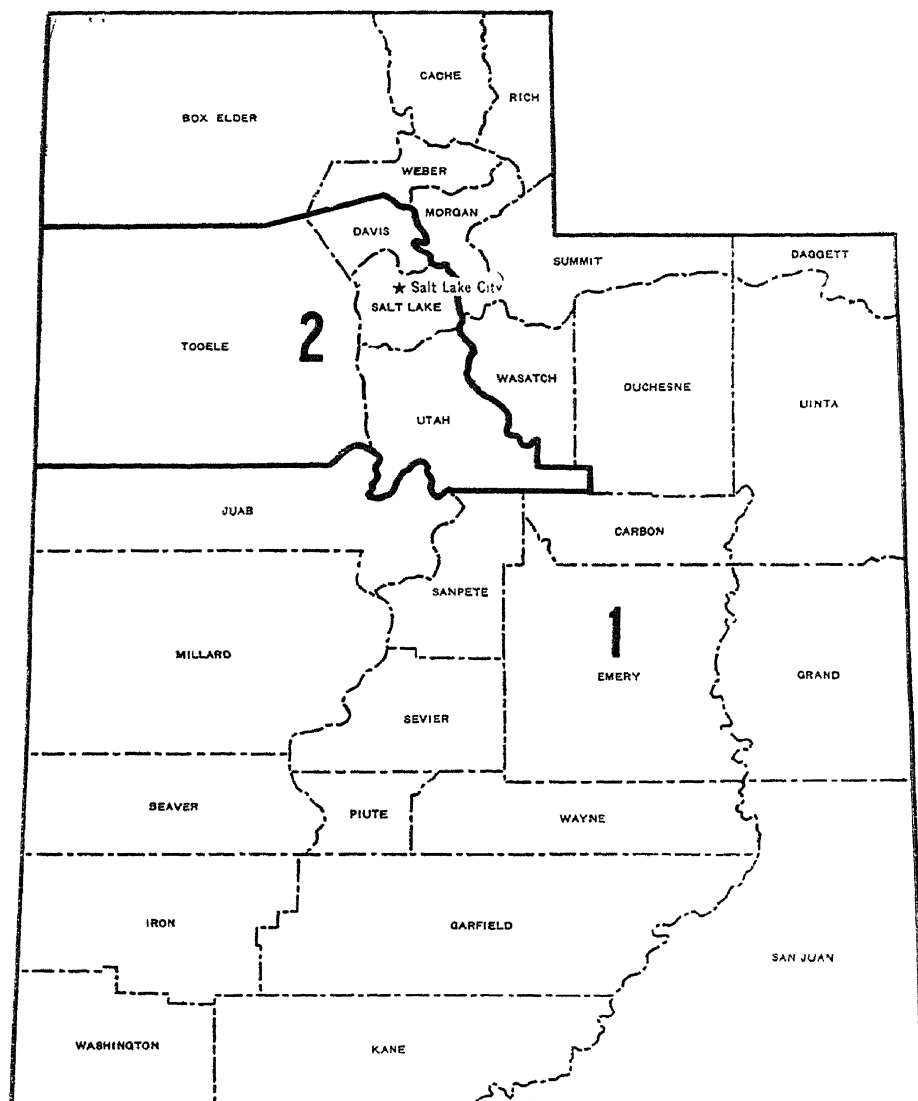 CACHE
RICH
BOX ELDER
WEBER
MORGAN
DAVIS
SUMMIT
DAGGETT
★ Salt Lake City
SALT LAKE
2
TOOELE
WASATCH
DUCHESNE
UINTA
UTAH
JUAB
CARBON
SANPETE
1
MILLARD
EMERY
GRAND
SEVIER
BEAVER
PIUTE
WAYNE
IRON
GARFIELD
SAN JUAN
WASHINGTON
KANE